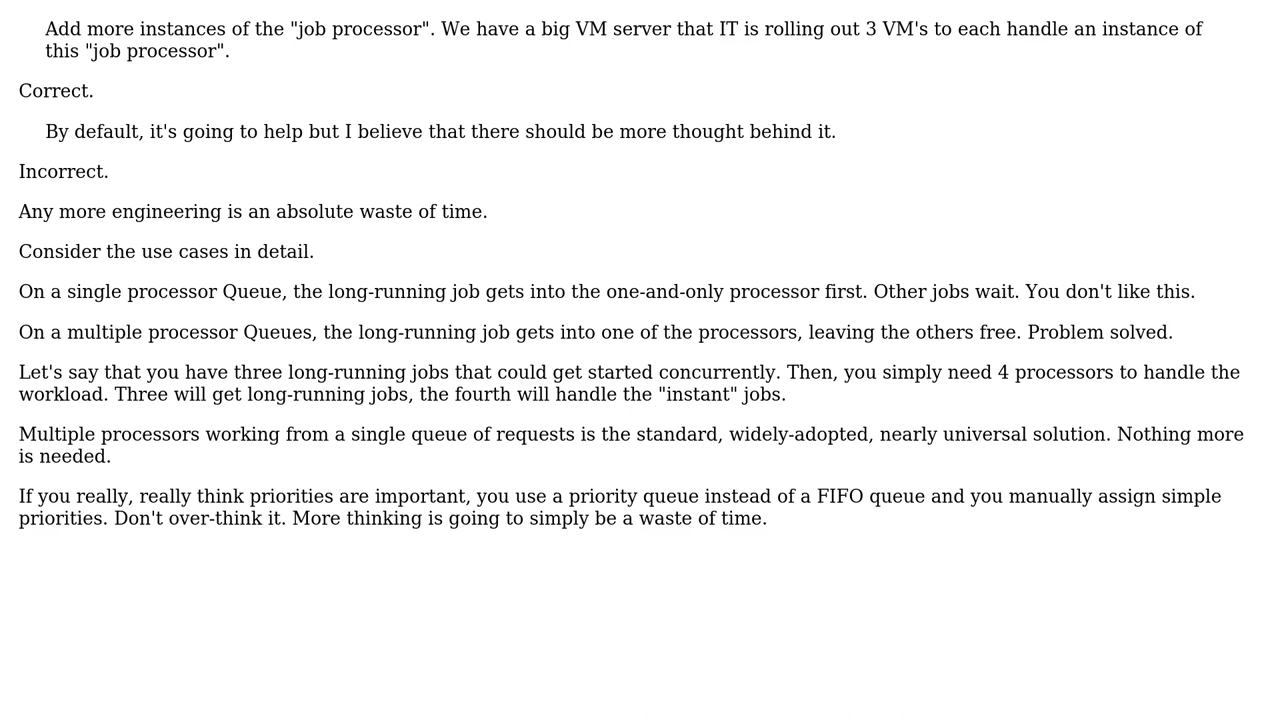 Add more instances of the "job processor". We have a big VM server that IT is rolling out 3 VM's to each handle an instance of
this "job processor".
Correct.
By default, it's going to help but I believe that there should be more thought behind it.
Incorrect.
Any more engineering is an absolute waste of time.
Consider the use cases in detail.
On a single processor Queue, the long-running job gets into the one-and-only processor first. Other jobs wait. You don't like this.
On a multiple processor Queues, the long-running job gets into one of the processors, leaving the others free. Problem solved.
Let's say that you have three long-running jobs that could get started concurrently. Then, you simply need 4 processors to handle the
workload. Three will get long-running jobs, the fourth will handle the "instant" jobs.
Multiple processors working from a single queue of requests is the standard, widely-adopted, nearly universal solution. Nothing more
is needed.
If you really, really think priorities are important, you use a priority queue instead of a FIFO queue and you manually assign simple
priorities. Don't over-think it. More thinking is going to simply be a waste of time.